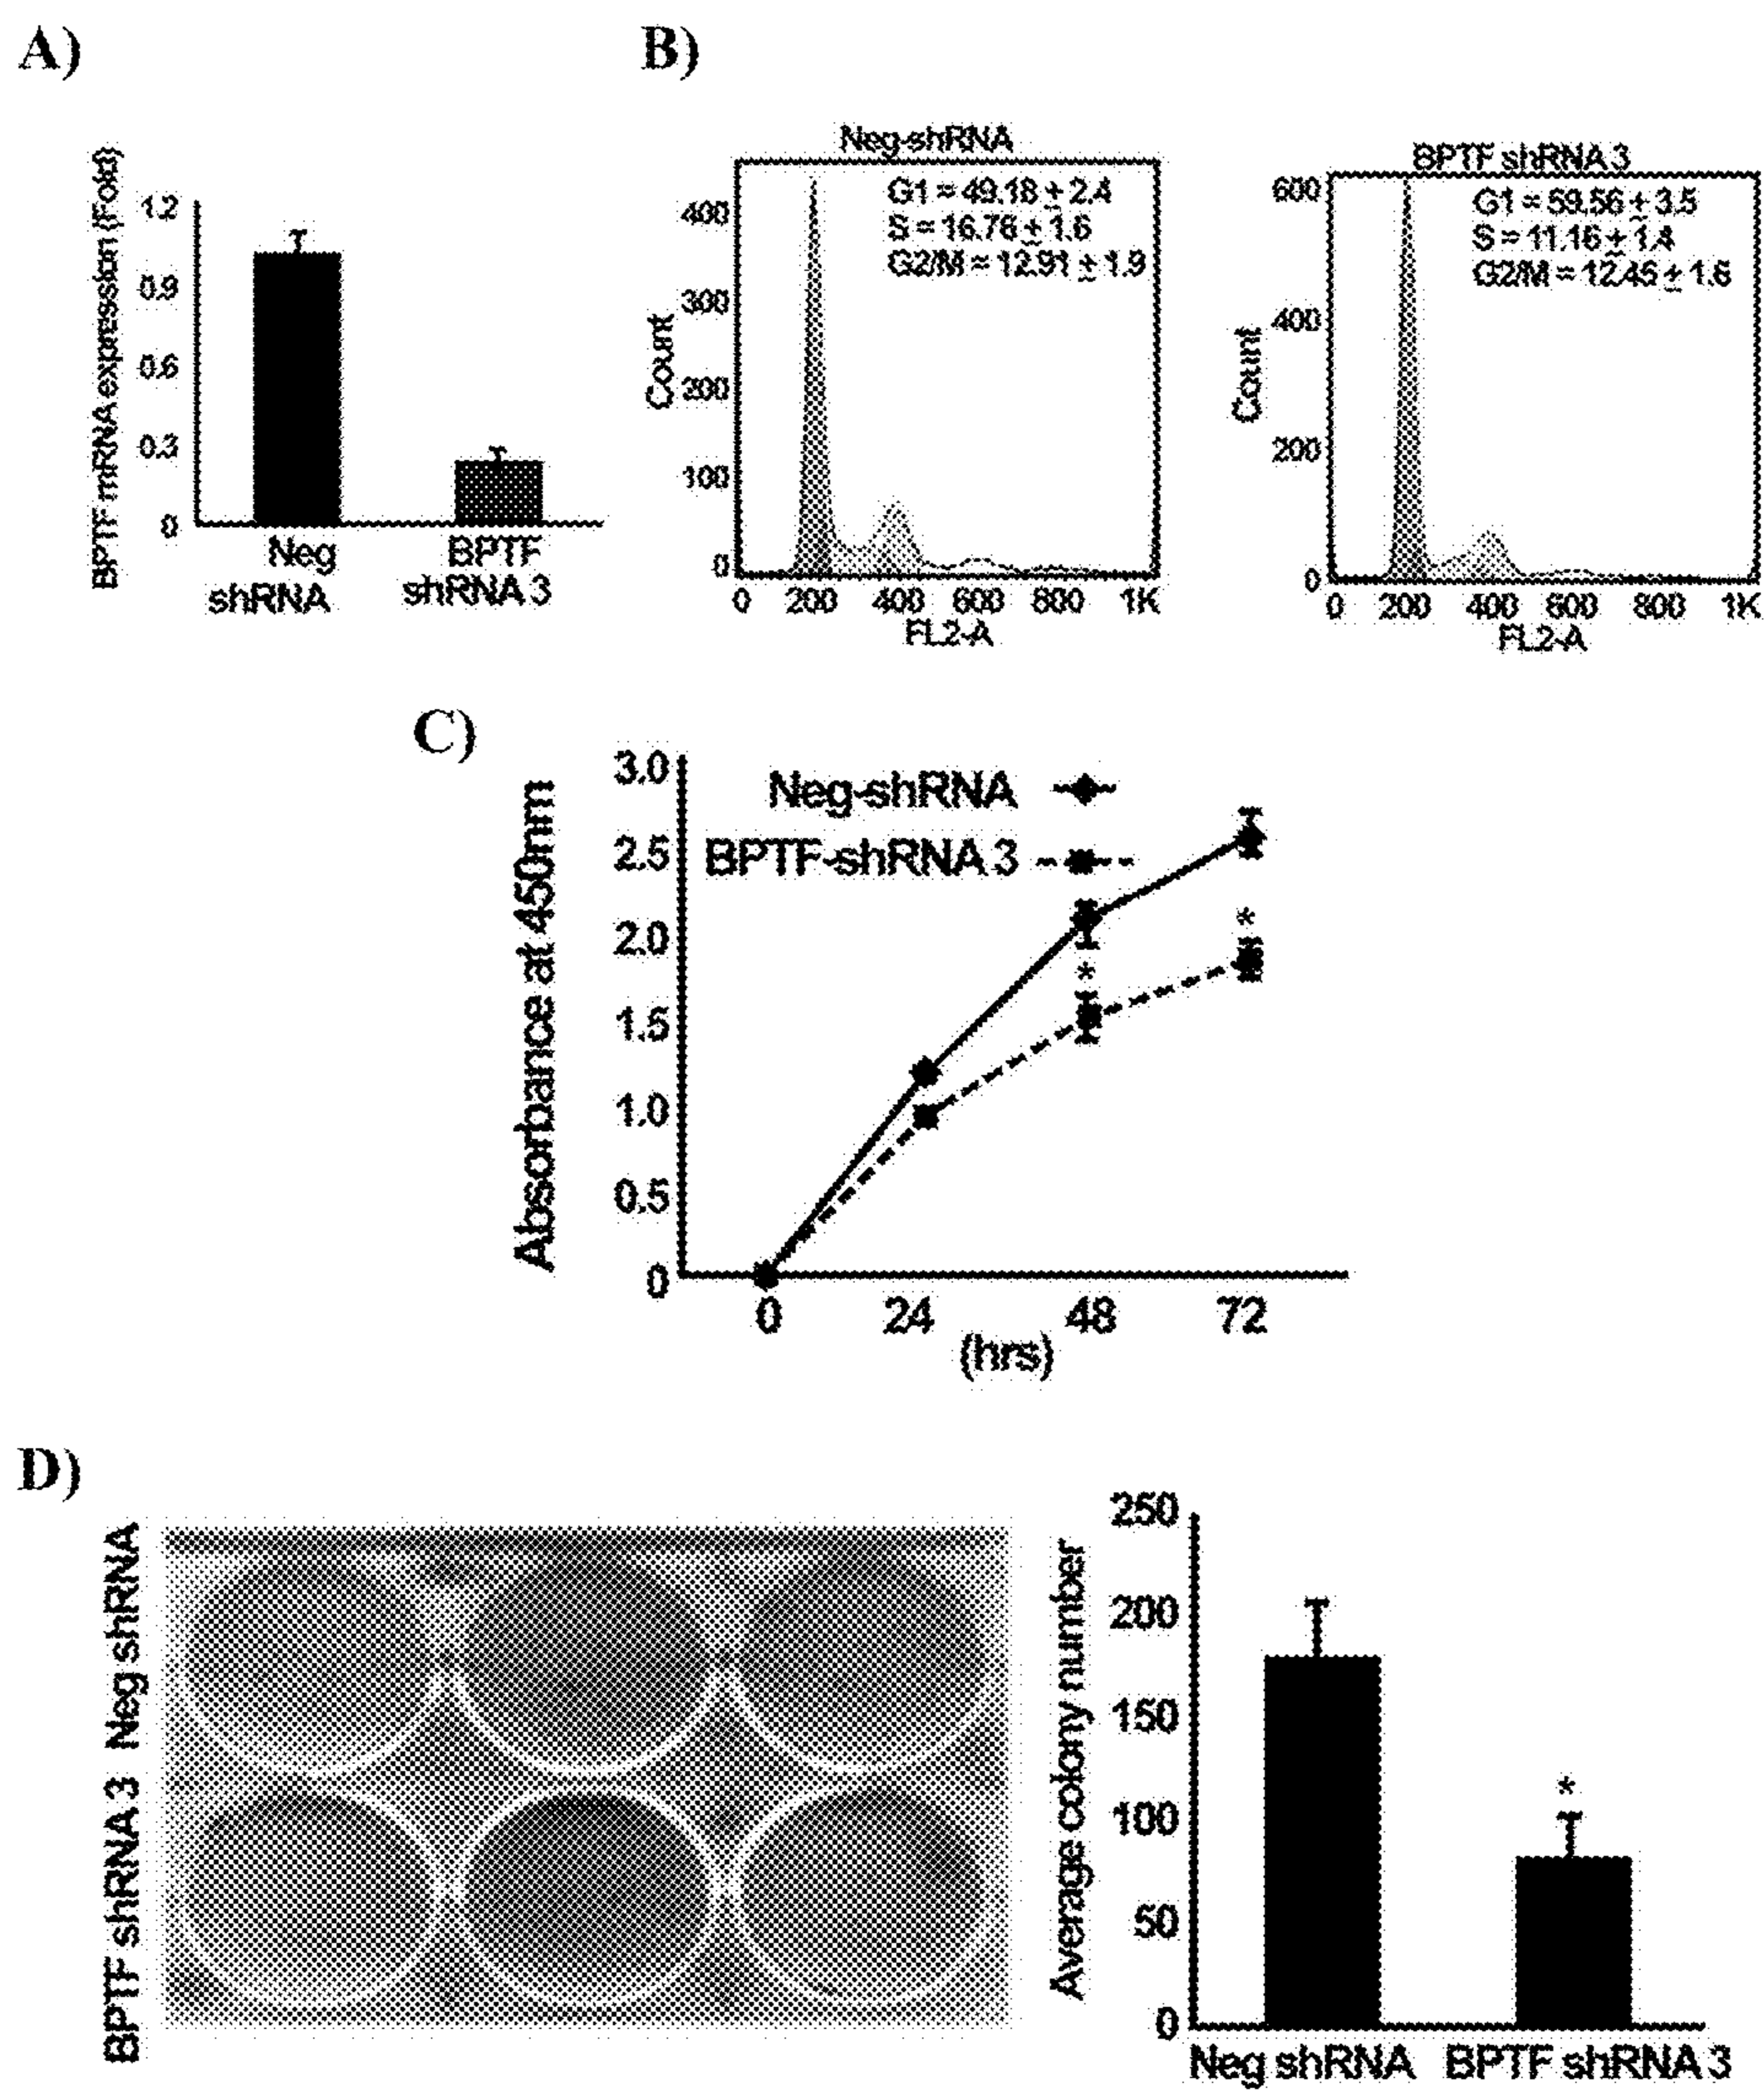 A)
BPTF mRNA expression (Fold)
1.2
0.9
0.6
0.3
0
Neg
shRNA
BPTF
shRNA 3
B)
Neg-shRNA
G1 = 49.18 ± 2.4
S = 16.76 ± 1.6
G2/M = 12.91 ± 1.9
Count
400
300
200
100
0
0 200 400 600 800 1K
FL2-A
BPTF shRNA 3
G1 = 59.56 ± 3.5
S = 11.16 ± 1.4
G2/M = 12.45 ± 1.6
Count
600
400
200
0
0 200 400 600 800 1K
FL2-A
C)
Absorbance at 450nm
3.0
2.5
2.0
1.5
1.0
0.5
0
Neg-shRNA
BPTF-shRNA 3
*
*
0 24 48 72
(hrs)
D)
Neg shRNA
BPTF shRNA 3
Average colony number
250
200
150
100
50
0
*
Neg shRNA BPTF shRNA 3